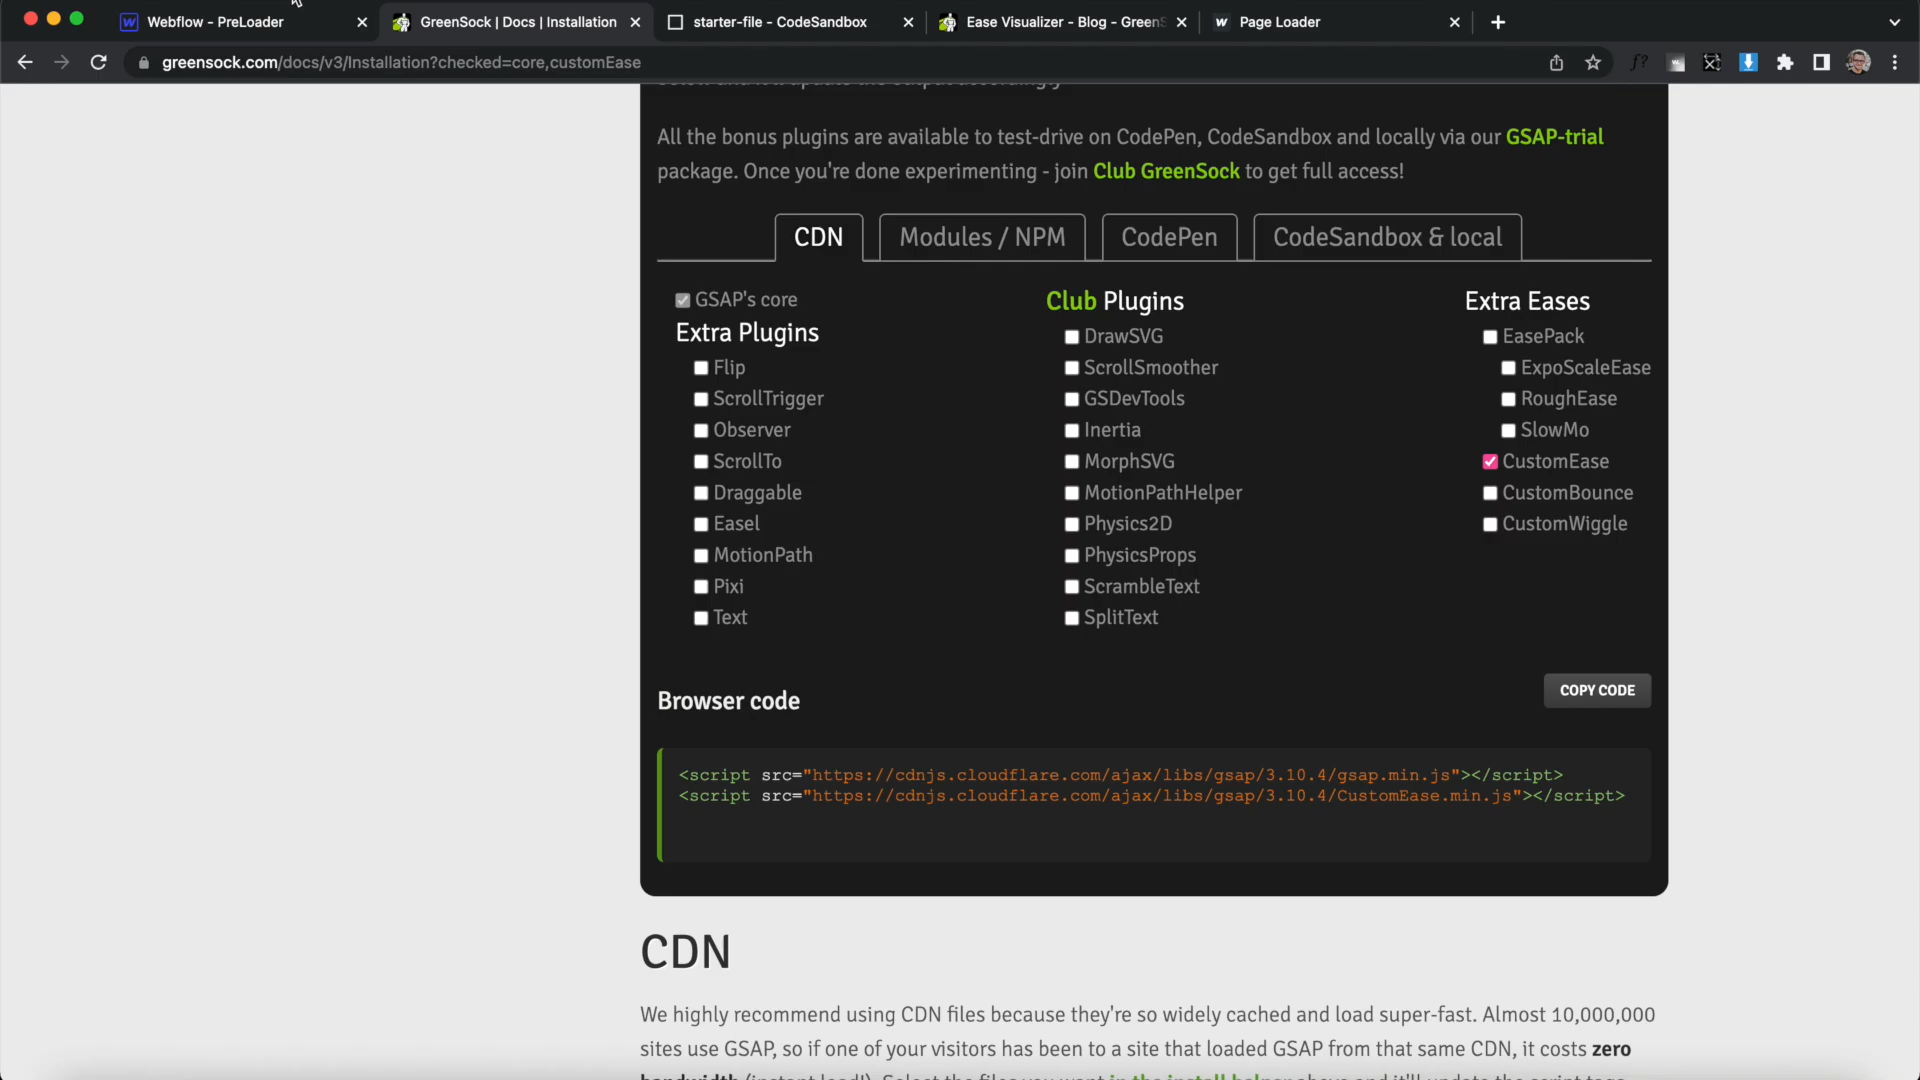 Webflow - PreLoader
GreenSock | Docs | Installation
starter-file - CodeSandbox
Ease Visualizer - Blog - GreenS
Page Loader
greensock.com/docs/v3/Installation?checked=core,customEase
All the bonus plugins are available to test-drive on CodePen, CodeSandbox and locally via our GSAP-trial
package. Once you're done experimenting - join Club GreenSock to get full access!
CDN
Modules / NPM
CodePen
CodeSandbox & local
GSAP's core
Extra Plugins
Flip
ScrollTrigger
Observer
ScrollTo
Draggable
Easel
MotionPath
Pixi
Text
Club Plugins
DrawSVG
ScrollSmoother
GSDevTools
Inertia
MorphSVG
MotionPathHelper
Physics2D
PhysicsProps
ScrambleText
SplitText
Extra Eases
EasePack
ExpoScaleEase
RoughEase
SlowMo
CustomEase
CustomBounce
CustomWiggle
Browser code
COPY CODE
<script src="https://cdnjs.cloudflare.com/ajax/libs/gsap/3.10.4/gsap.min.js"></script>
<script src="https://cdnjs.cloudflare.com/ajax/libs/gsap/3.10.4/CustomEase.min.js"></script>
CDN
We highly recommend using CDN files because they're so widely cached and load super-fast. Almost 10,000,000
sites use GSAP, so if one of your visitors has been to a site that loaded GSAP from that same CDN, it costs zero